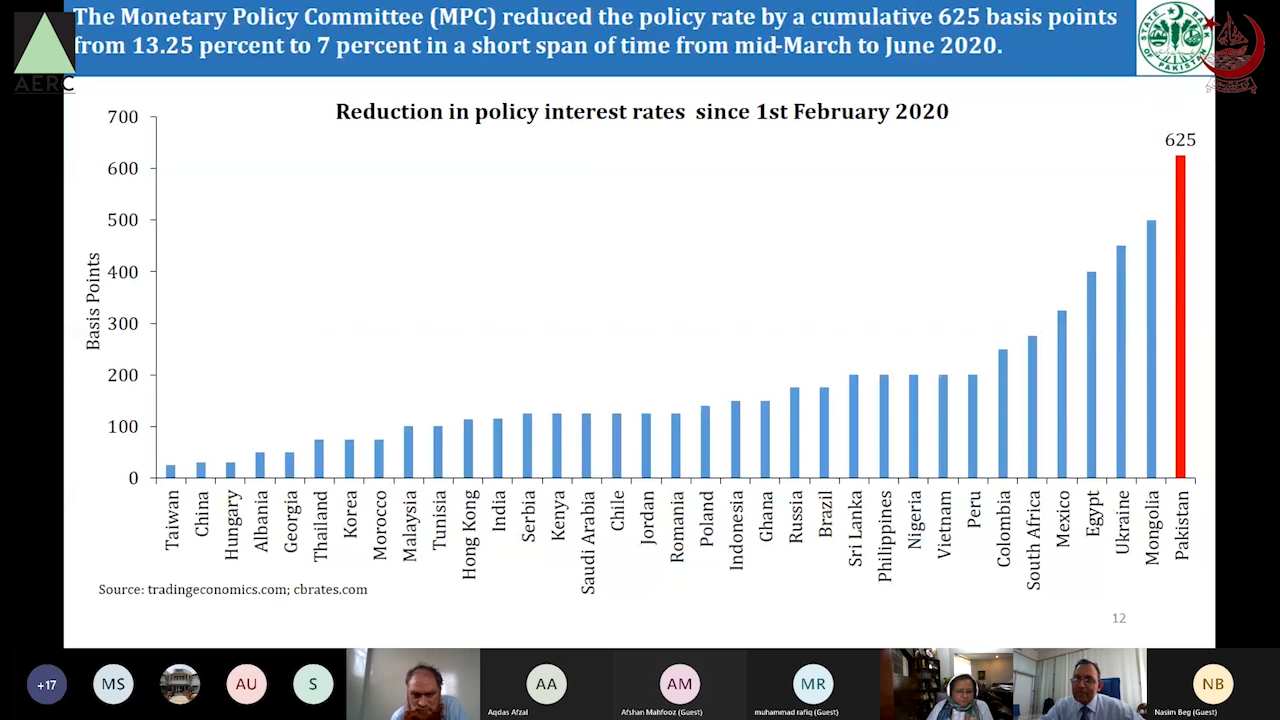 The Monetary Policy Committee (MPC) reduced the policy rate by a cumulative 625 basis points
from 13.25 percent to 7 percent in a short span of time from mid-March to June 2020.
AERC
STATE BANK OF PAKISTAN
Reduction in policy interest rates since 1st February 2020
Basis Points
700
600
500
400
300
200
100
0
625
Taiwan
China
Hungary
Albania
Georgia
Thailand
Korea
Morocco
Malaysia
Tunisia
Hong Kong
India
Serbia
Kenya
Saudi Arabia
Chile
Jordan
Romania
Poland
Indonesia
Ghana
Russia
Brazil
Sri Lanka
Philippines
Nigeria
Vietnam
Peru
Colombia
South Africa
Mexico
Egypt
Ukraine
Mongolia
Pakistan
Source: tradingeconomics.com; cbrates.com
12
+17
MS
AU
S
AA
Aqdas Afzal
AM
Afshan Mahfooz (Guest)
MR
muhammad rafiq (Guest)
NB
Nasim Beg (Guest)